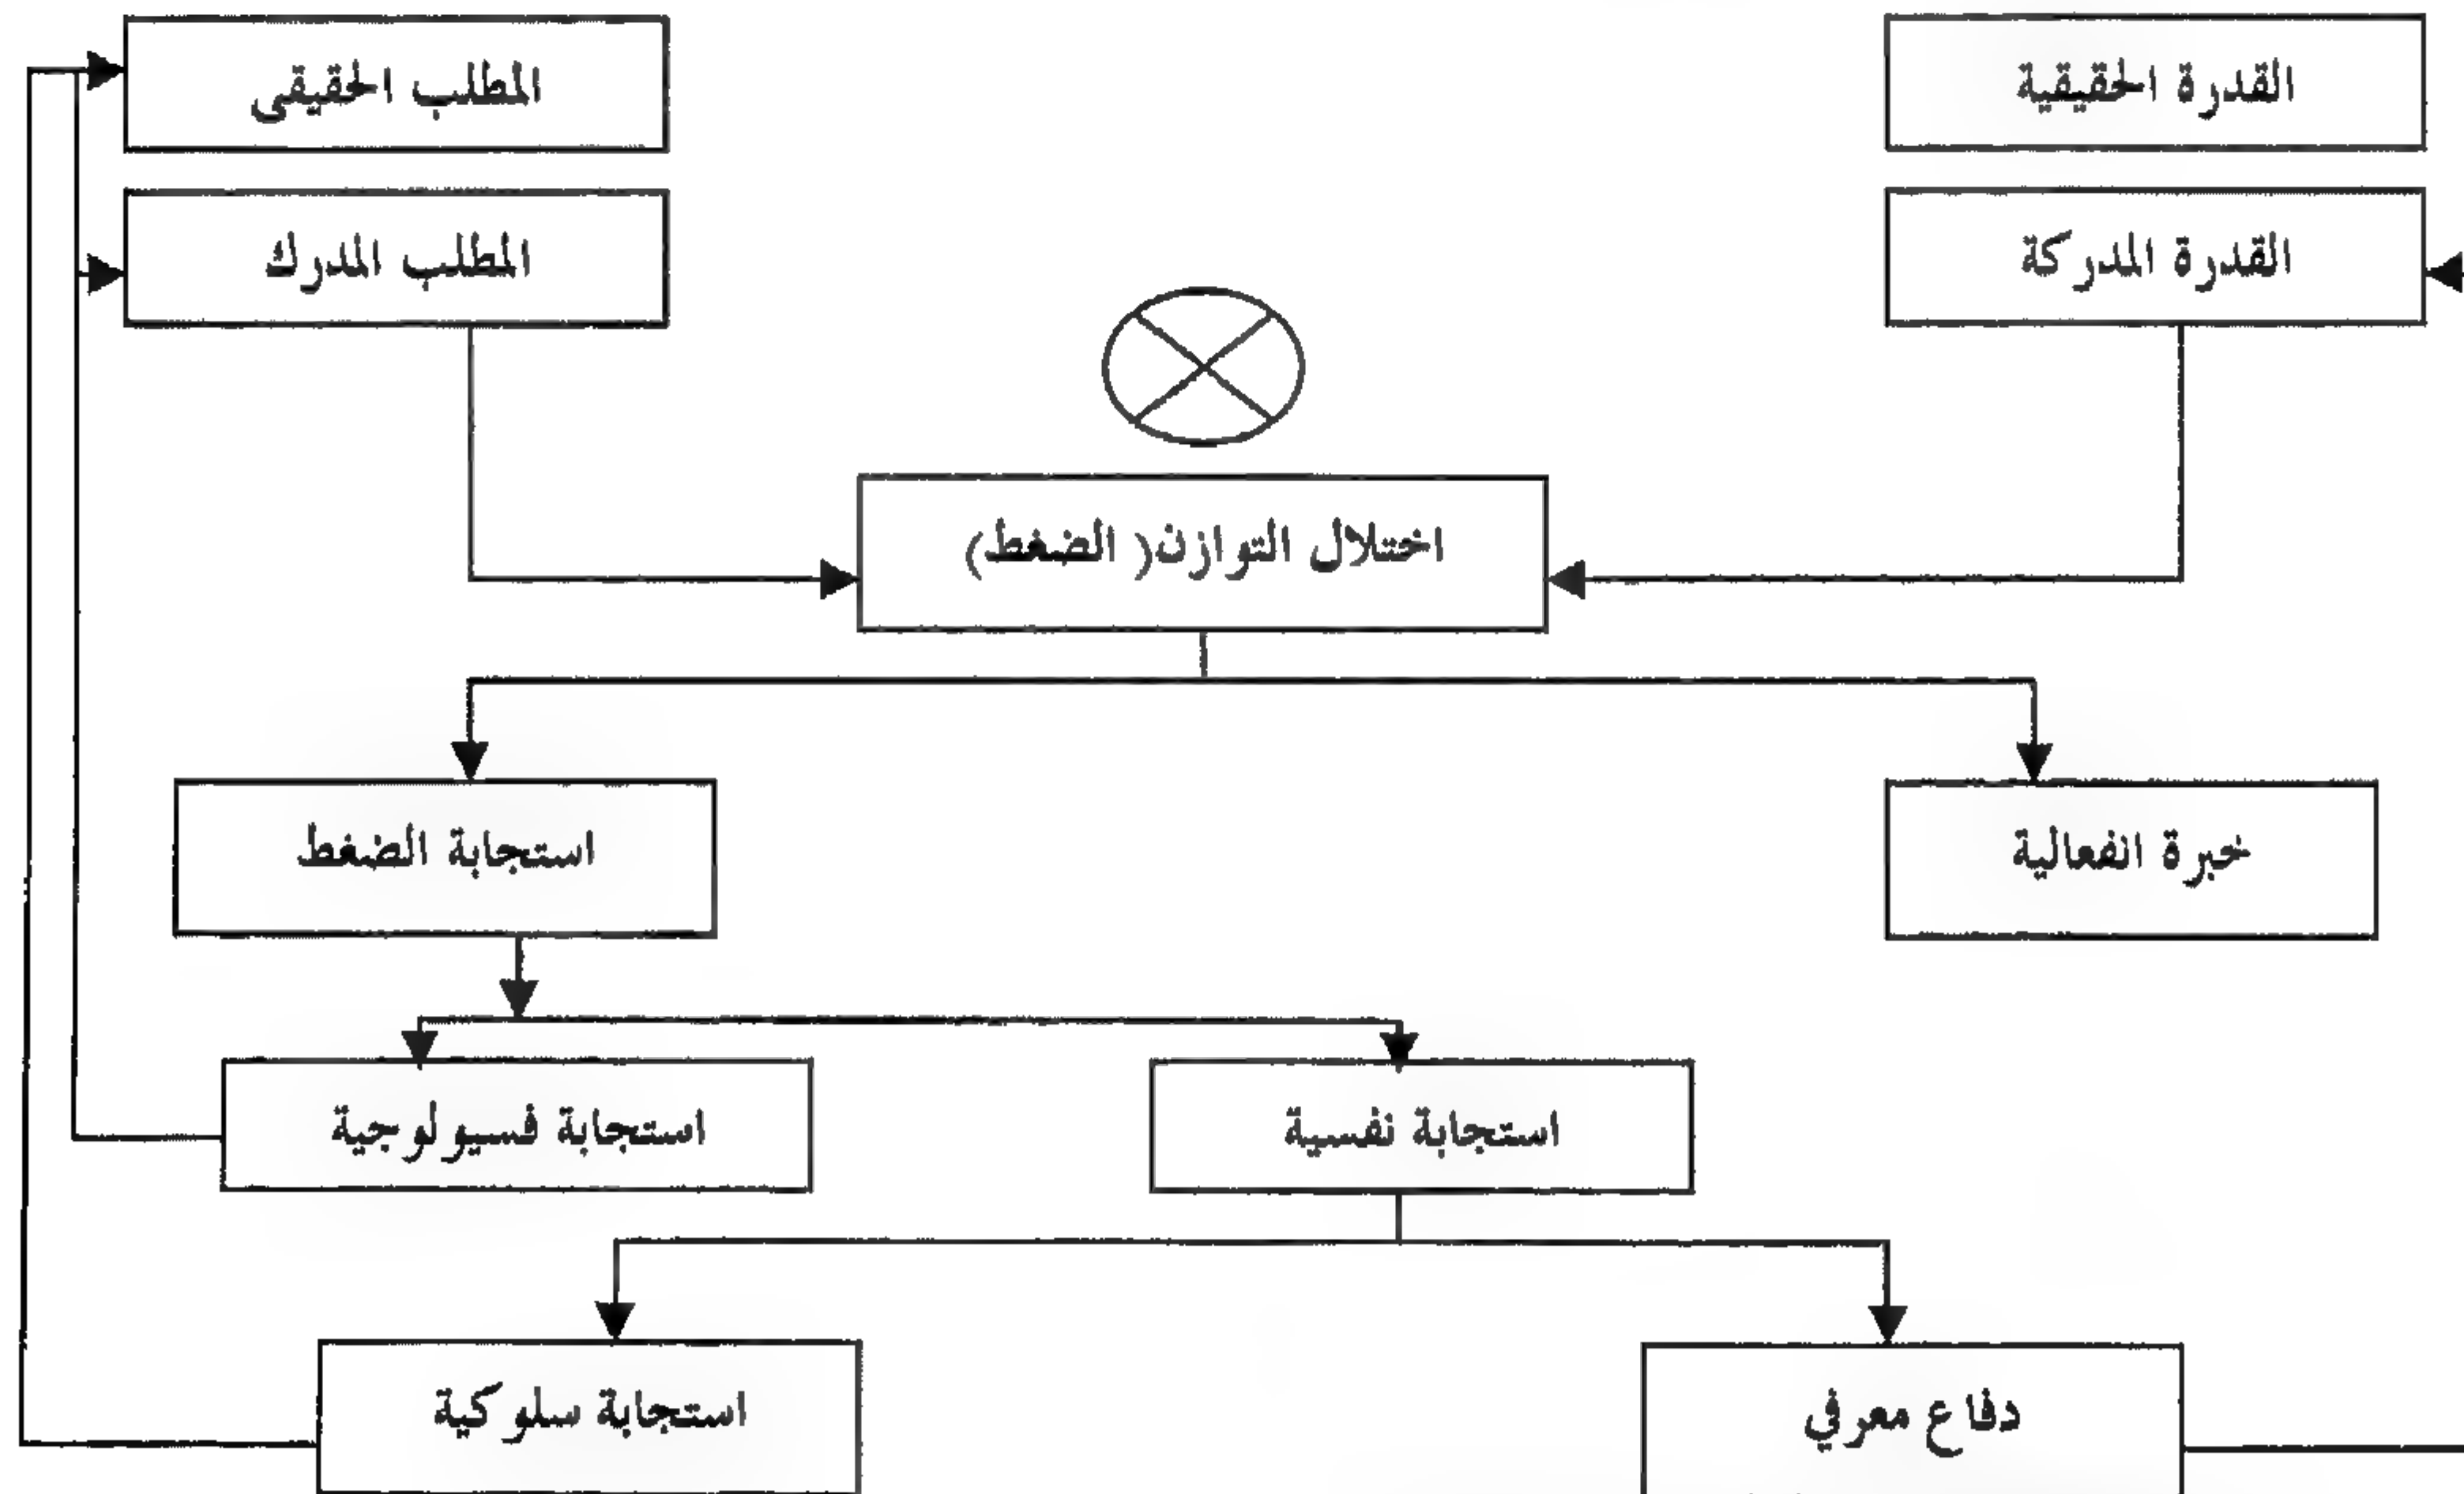 القدرة الحقيقية
المطلب الحقيقى
القدرة المدركة
المطلب المدرك
اختلال التوازن( الضغط)
خبرة الفعالية
استجابة الضغط
استجابة نفسية
استجابة فسيولوجية
دفاع معرفي
استجابة سلوكية